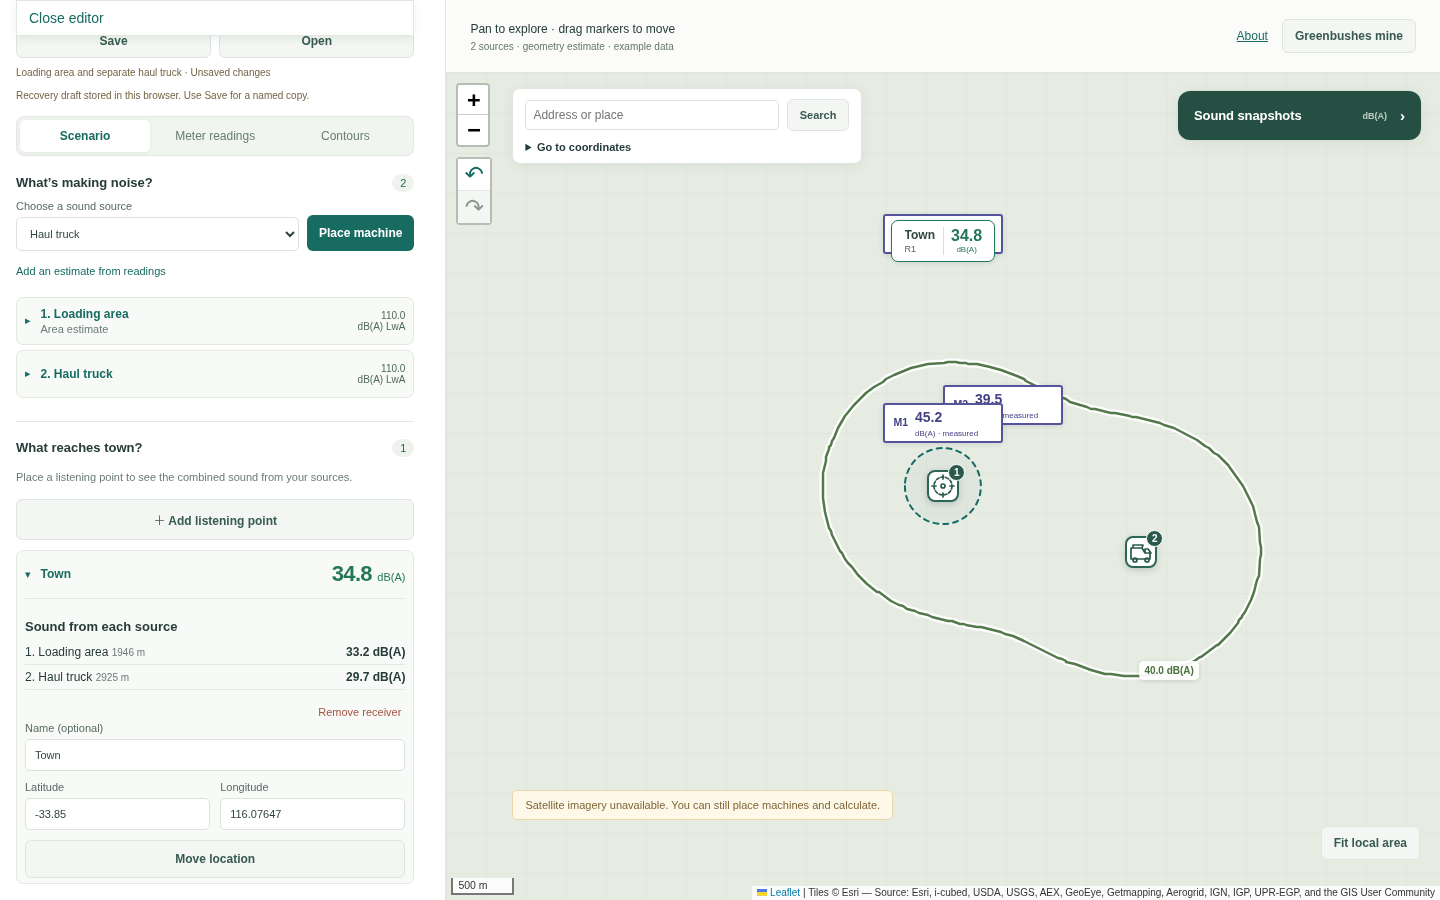 Close editor
Save
Open
Loading area and separate haul truck · Unsaved changes
Recovery draft stored in this browser. Use Save for a named copy.
Scenario
Meter readings
Contours
What's making noise?
2
Choose a sound source
Haul truck
Place machine
Add an estimate from readings
1. Loading area
Area estimate
110.0
dB(A) LwA
2. Haul truck
110.0
dB(A) LwA
What reaches town?
1
Place a listening point to see the combined sound from your sources.
+ Add listening point
Town
34.8 dB(A)
Sound from each source
1. Loading area 1946 m
33.2 dB(A)
2. Haul truck 2925 m
29.7 dB(A)
Remove receiver
Name (optional)
Town
Latitude
Longitude
-33.85
116.07647
Move location
Pan to explore · drag markers to move
2 sources · geometry estimate · example data
About
Greenbushes mine
+
−
Address or place
Search
Go to coordinates
Sound snapshots
dB(A)
Town
R1
34.8
dB(A)
39.5
measured
M1
45.2
dB(A) · measured
1
2
40.0 dB(A)
Satellite imagery unavailable. You can still place machines and calculate.
Fit local area
500 m
Leaflet | Tiles © Esri — Source: Esri, i-cubed, USDA, USGS, AEX, GeoEye, Getmapping, Aerogrid, IGN, IGP, UPR-EGP, and the GIS User Community